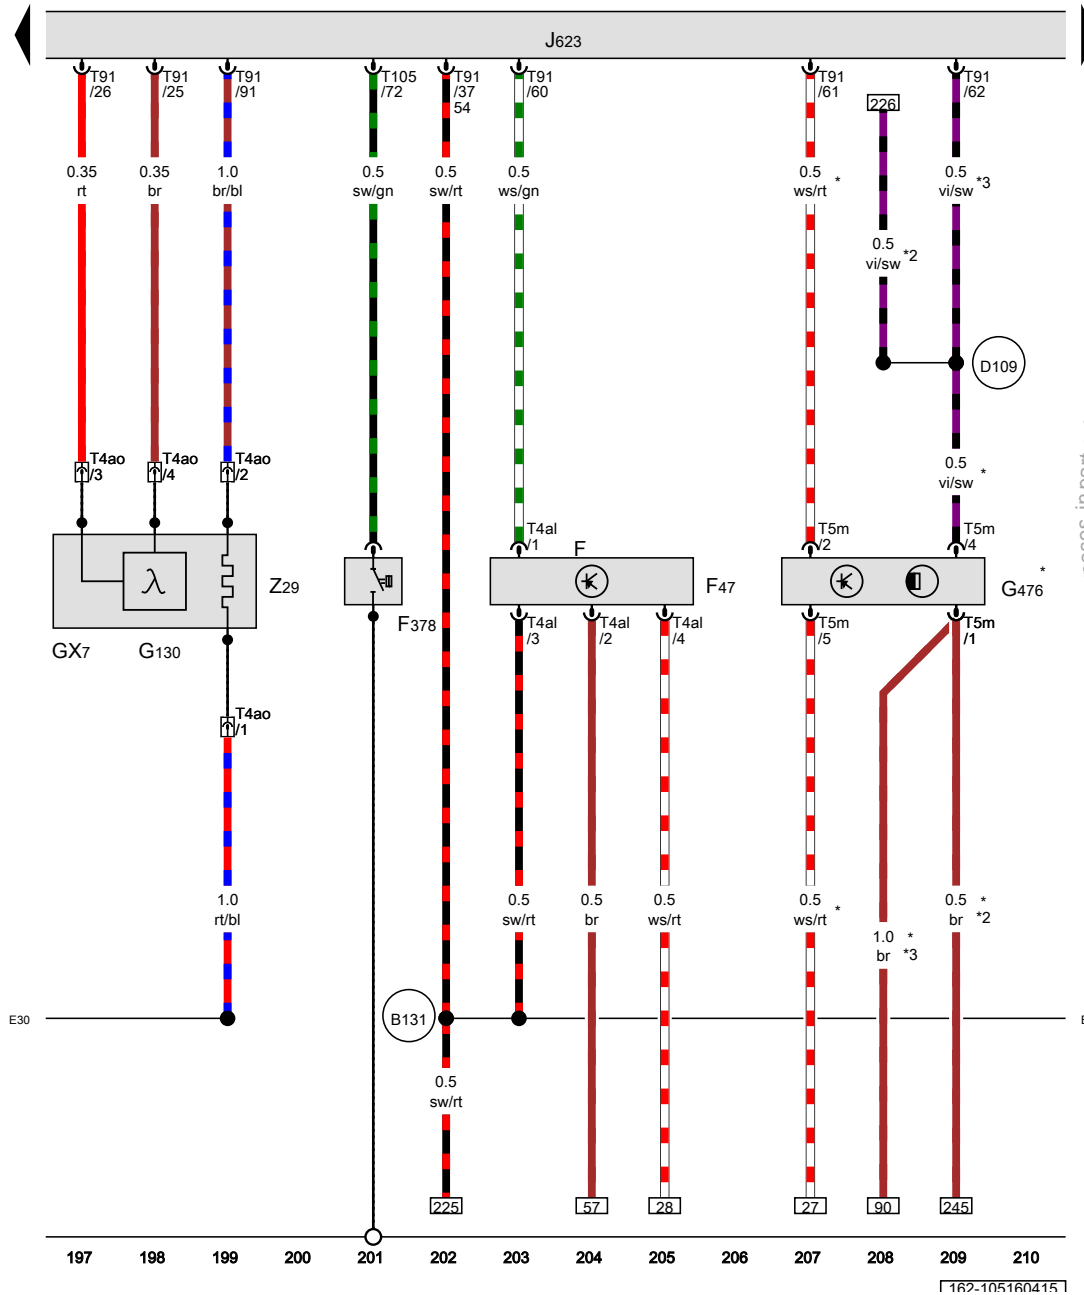 J623
T91
/26
T91
/25
T91
/91
T105
/72
T91
/37
54
T91
/60
T91
/61
226
T91
/62
0.35
rt
0.35
br
1.0
br/bl
0.5
sw/gn
0.5
sw/rt
0.5
ws/gn
0.5
ws/rt *
0.5
vi/sw *3
0.5
vi/sw *2
D109
T4ao
/3
T4ao
/4
T4ao
/2
0.5
vi/sw *
T4al
/1
F
T5m
/2
T5m
/4
λ
Z29
F47
G476 *
GX7
G130
F378
T4al
/3
T4al
/2
T4al
/4
T5m
/5
T5m
/1
T4ao
/1
1.0
rt/bl
0.5
sw/rt
0.5
br
0.5
ws/rt
0.5
ws/rt *
1.0 *
br *3
0.5 *
br *2
E30
B131
0.5
sw/rt
225
57
28
27
90
245
197 198 199 200 201 202 203 204 205 206 207 208 209 210
162-105160415